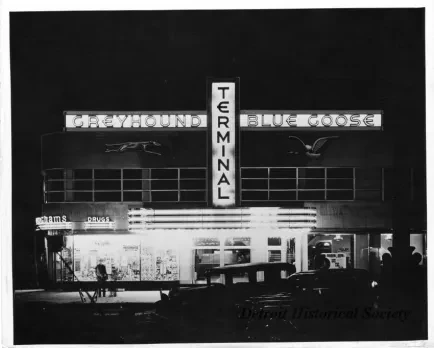 GREYHOUND
TERMINAL
BLUE GOOSE
DRUGS
Detroit Historical Society